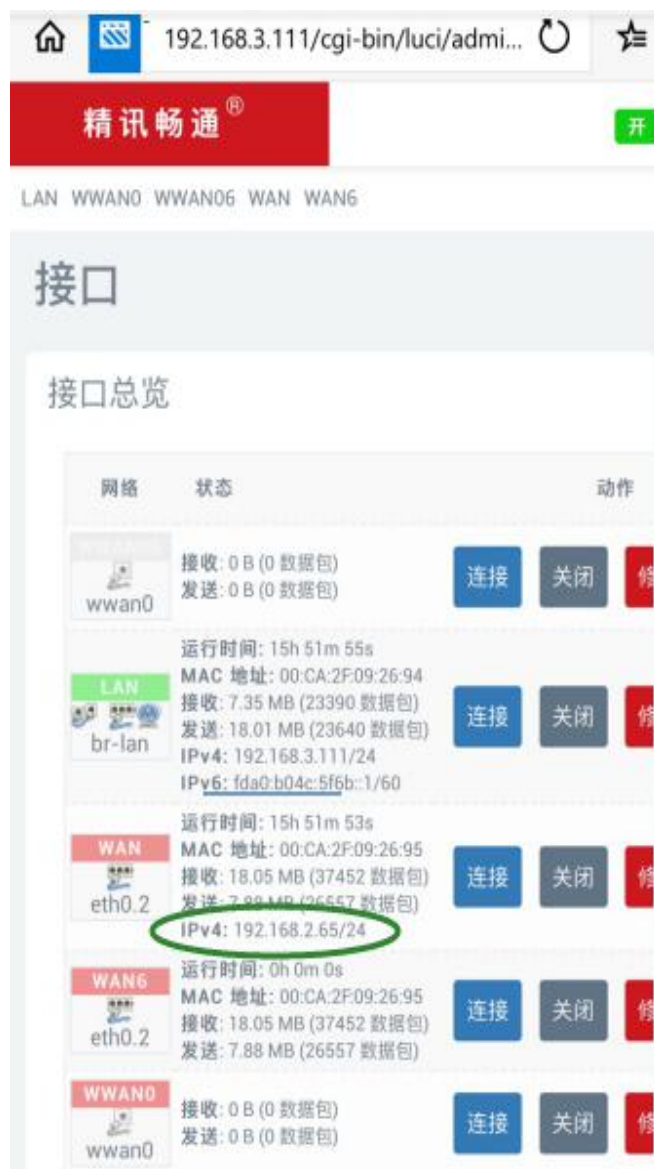 192.168.3.111/cgi-bin/luci/admi...
精讯畅通®
开
LAN WWAN0 WWAN06 WAN WAN6
接口
接口总览
网络 状态 动作
接收: 0 B (0 数据包)
发送: 0 B (0 数据包)
wwan0
连接 关闭 修
运行时间: 15h 51m 55s
MAC 地址: 00:CA:2F:09:26:94
接收: 7.35 MB (23390 数据包)
发送: 18.01 MB (23640 数据包)
IPv4: 192.168.3.111/24
IPv6: fda0:b04c:5f6b::1/60
LAN
br-lan
连接 关闭 修
运行时间: 15h 51m 53s
MAC 地址: 00:CA:2F:09:26:95
接收: 18.05 MB (37452 数据包)
发送: 7.88 MB (26557 数据包)
IPv4: 192.168.2.65/24
WAN
eth0.2
连接 关闭 修
运行时间: 0h 0m 0s
MAC 地址: 00:CA:2F:09:26:95
接收: 18.05 MB (37452 数据包)
发送: 7.88 MB (26557 数据包)
WAN6
eth0.2
连接 关闭 修
WWAN0
接收: 0 B (0 数据包)
发送: 0 B (0 数据包)
wwan0
连接 关闭 修